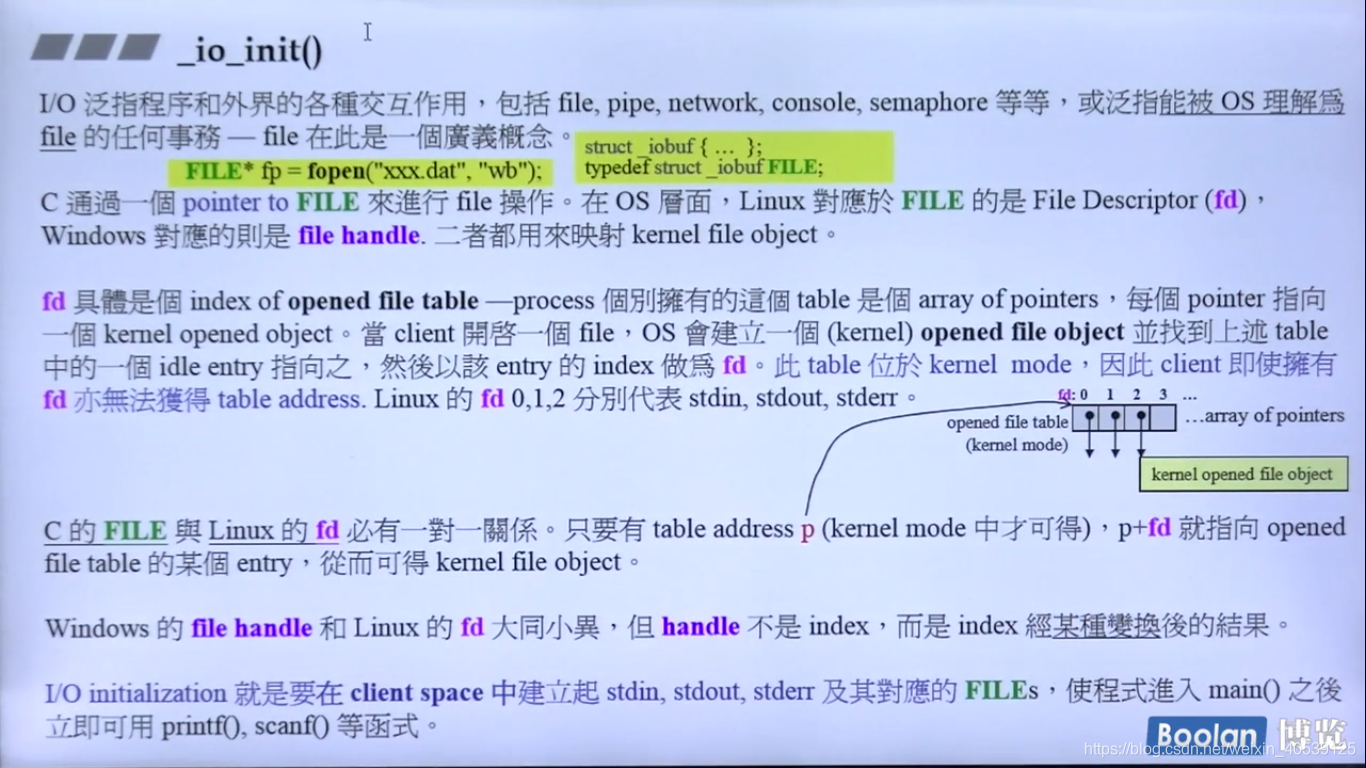 _io_init()
I/O 泛指程序和外界的各種交互作用，包括 file, pipe, network, console, semaphore 等等，或泛指能被 OS 理解爲
file 的任何事務 — file 在此是一個廣義概念。
struct _iobuf { … };
FILE* fp = fopen("xxx.dat", "wb");
typedef struct _iobuf FILE;
C 通過一個 pointer to FILE 來進行 file 操作。在 OS 層面，Linux 對應於 FILE 的是 File Descriptor (fd)，
Windows 對應的則是 file handle. 二者都用來映射 kernel file object。
fd 具體是個 index of opened file table —process 個別擁有的這個 table 是個 array of pointers，每個 pointer 指向
一個 kernel opened object。當 client 開啓一個 file，OS 會建立一個 (kernel) opened file object 並找到上述 table
中的一個 idle entry 指向之，然後以該 entry 的 index 做爲 fd。此 table 位於 kernel mode，因此 client 即使擁有
fd 亦無法獲得 table address. Linux 的 fd 0,1,2 分別代表 stdin, stdout, stderr。
fd: 0 1 2 3 ...
opened file table
…array of pointers
(kernel mode)
kernel opened file object
C 的 FILE 與 Linux 的 fd 必有一對一關係。只要有 table address p (kernel mode 中才可得)，p+fd 就指向 opened
file table 的某個 entry，從而可得 kernel file object。
Windows 的 file handle 和 Linux 的 fd 大同小異，但 handle 不是 index，而是 index 經某種變換後的結果。
I/O initialization 就是要在 client space 中建立起 stdin, stdout, stderr 及其對應的 FILEs，使程式進入 main() 之後
立即可用 printf(), scanf() 等函式。
Boolan 博览
https://blog.csdn.net/weixin_46539125